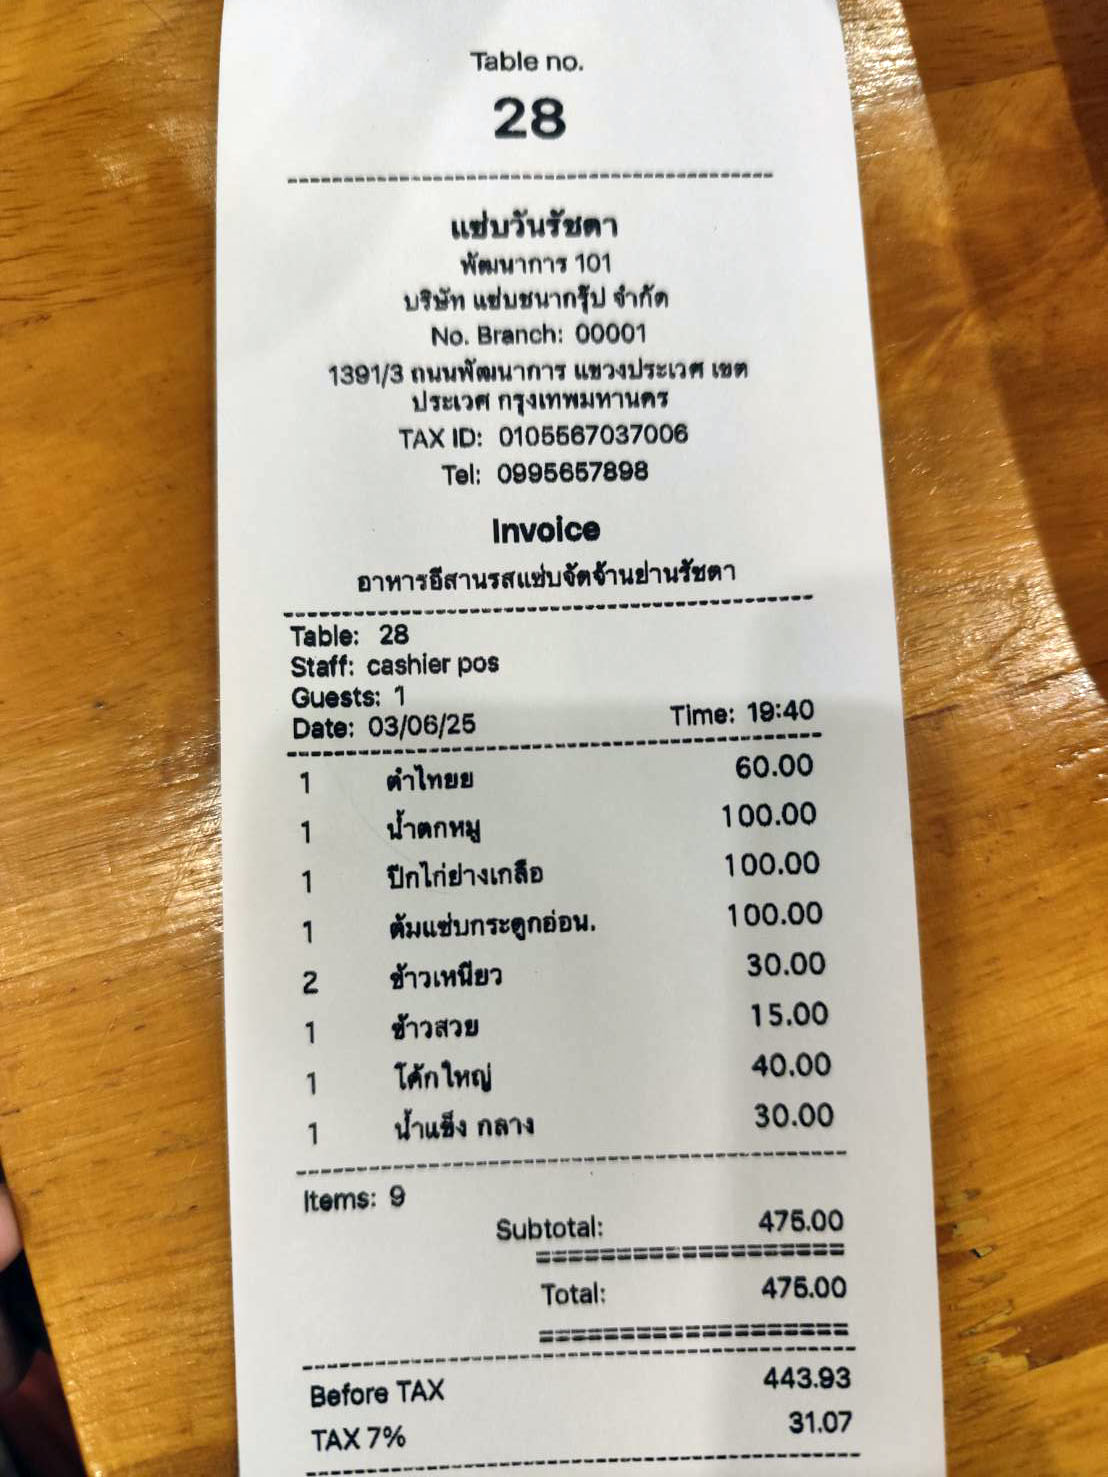 Table no.
28
แซ่บวันรัชดา
พัฒนาการ 101
บริษัท แซ่บชนากรุ๊ป จำกัด
No. Branch: 00001
1391/3 ถนนพัฒนาการ แขวงประเวศ เขต
ประเวศ กรุงเทพมหานคร
TAX ID: 0105567037006
Tel: 0995657898
Invoice
อาหารอีสานรสแซ่บจัดจ้านย่านรัชดา
Table: 28
Staff: cashier pos
Guests: 1
Date: 03/06/25 Time: 19:40
1 ตำไทยย 60.00
1 น้ำตกหมู 100.00
1 ปีกไก่ย่างเกลือ 100.00
1 ต้มแซ่บกระดูกอ่อน. 100.00
2 ข้าวเหนียว 30.00
1 ข้าวสวย 15.00
1 โค้กใหญ่ 40.00
1 น้ำแข็ง กลาง 30.00
Items: 9
Subtotal: 475.00
Total: 475.00
Before TAX 443.93
TAX 7% 31.07